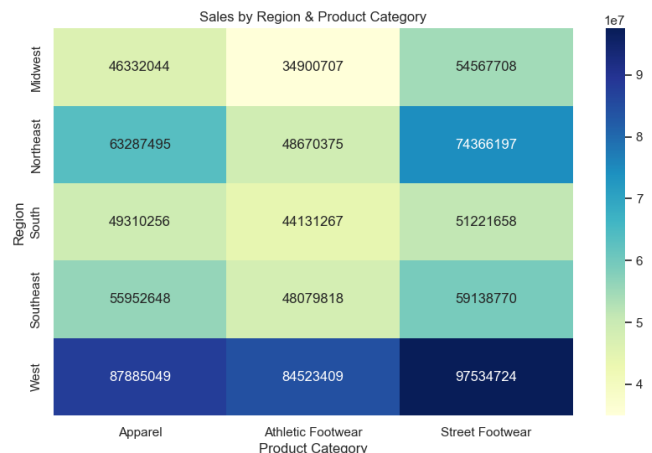 Sales by Region & Product Category
1e7
Midwest 46332044 34900707 54567708
Northeast 63287495 48670375 74366197
South 49310256 44131267 51221658
Southeast 55952648 48079818 59138770
West 87885049 84523409 97534724
Region
Apparel Athletic Footwear Street Footwear
Product Category
9
8
7
6
5
4